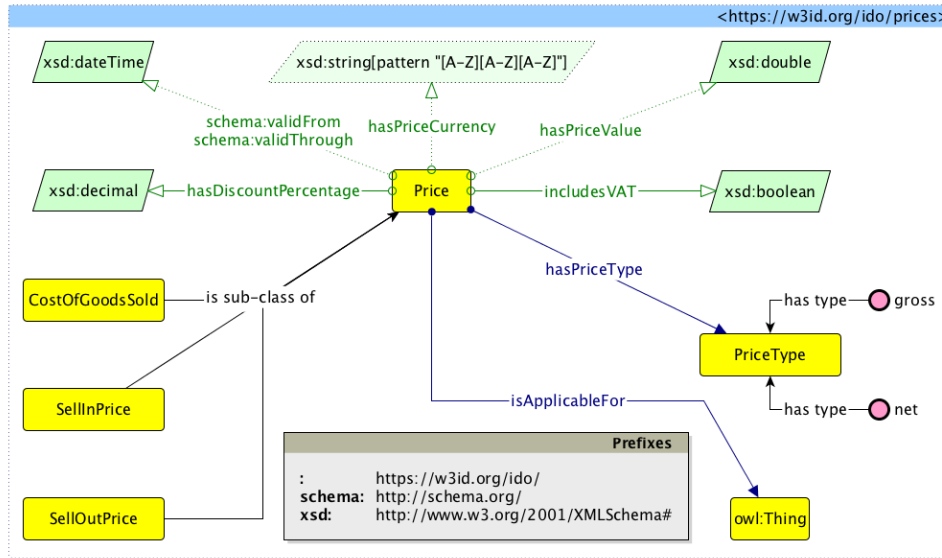 <https://w3id.org/ido/prices>
xsd:dateTime
xsd:string[pattern "[A-Z][A-Z][A-Z]"]
xsd:double
schema:validFrom
schema:validThrough
hasPriceCurrency
hasPriceValue
xsd:decimal
hasDiscountPercentage
Price
includesVAT
xsd:boolean
hasPriceType
CostOfGoodsSold
is sub-class of
has type
gross
PriceType
SellInPrice
isApplicableFor
has type
net
Prefixes
: https://w3id.org/ido/
schema: http://schema.org/
xsd: http://www.w3.org/2001/XMLSchema#
SellOutPrice
owl:Thing